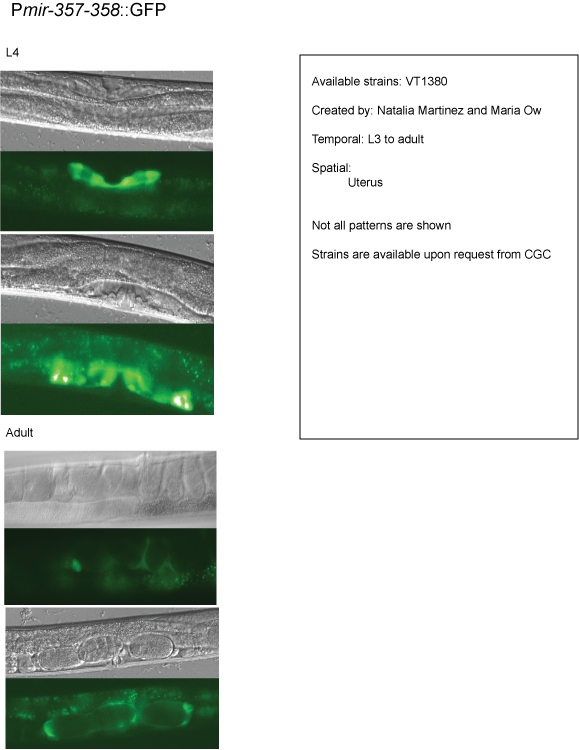 Pmir-357-358::GFP
L4
Available strains: VT1380
Created by: Natalia Martinez and Maria Ow
Temporal: L3 to adult
Spatial:
Uterus
Not all patterns are shown
Strains are available upon request from CGC
Adult